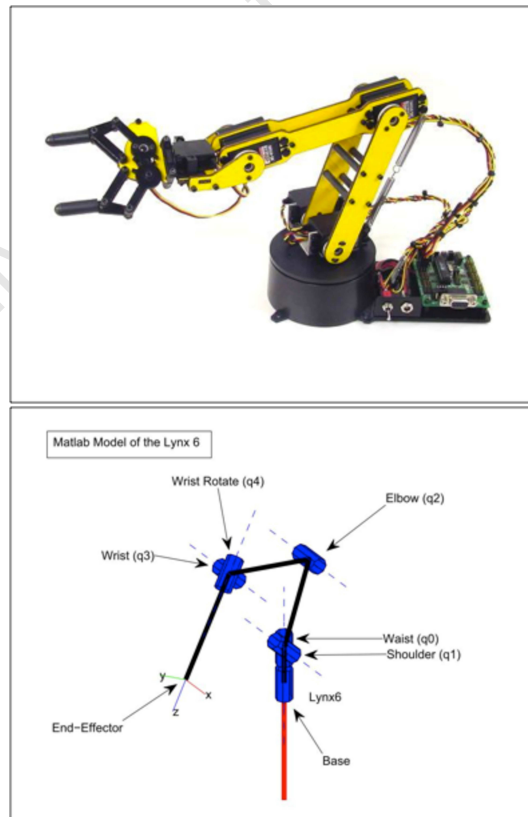 Matlab Model of the Lynx 6
Wrist Rotate (q4)
Elbow (q2)
Wrist (q3)
Waist (q0)
Shoulder (q1)
y
x
z
Lynx6
End-Effector
Base